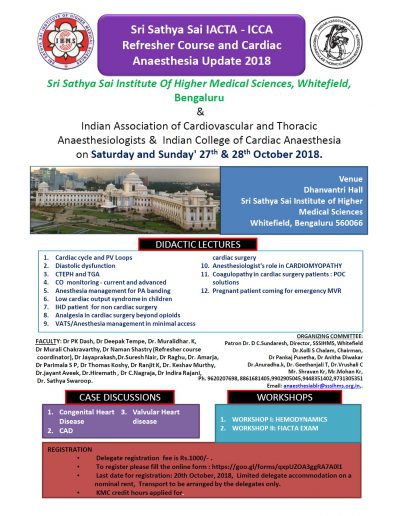 Sri Sathya Sai IACTA - ICCA
Refresher Course and Cardiac
Anaesthesia Update 2018
Sri Sathya Sai Institute Of Higher Medical Sciences, Whitefield,
Bengaluru
&
Indian Association of Cardiovascular and Thoracic
Anaesthesiologists & Indian College of Cardiac Anaesthesia
on Saturday and Sunday' 27th & 28th October 2018.
Venue
Dhanvantri Hall
Sri Sathya Sai Institute of Higher
Medical Sciences
Whitefield, Bengaluru 560066
DIDACTIC LECTURES
1. Cardiac cycle and PV Loops
2. Diastolic dysfunction
3. CTEPH and TGA
4. CO monitoring - current and advanced
5. Anesthesia management for PA banding
6. Low cardiac output syndrome in children
7. IHD patient for non cardiac surgery
8. Analgesia in cardiac surgery beyond opioids
9. VATS/Anesthesia management in minimal access
cardiac surgery
10. Anesthesiologist's role in CARDIOMYOPATHY
11. Coagulopathy in cardiac surgery patients : POC
solutions
12. Pregnant patient coming for emergency MVR
FACULTY: Dr PK Dash, Dr Deepak Tempe, Dr. Muralidhar. K,
Dr Murali Chakravarthy, Dr Naman Shastry (Refresher course
coordinator), Dr Jayaprakash,Dr.Suresh Nair, Dr Raghu, Dr. Amarja,
Dr Parimala S P, Dr Thomas Koshy, Dr Ranjit K, Dr. Keshav Murthy,
Dr.jayant Aveek, Dr.Hiremath , Dr C.Nagraja, Dr Indira Rajani,
Dr. Sathya Swaroop.
ORGANIZING COMMITTEE:
Patron Dr. D C.Sundaresh, Director, SSSIHMS, Whitefield
Dr.Kolli S Chalam, Chairman,
Dr Pankaj Punetha, Dr Anitha Diwakar
Dr.Anuradha.b, Dr. Geethanjali T, Dr.Vrushali C
Mr. Shravan Kr, Mr.Mohan Kr,
Ph. 9620207698, 8861681405,9902905045,9448351402,9731305351
Email: anaesthesiablr@sssihms.org.in.
CASE DISCUSSIONS
1. Congenital Heart
Disease
2. CAD
3. Valvular Heart
disease
WORKSHOPS
1. WORKSHOP I: HEMODYNAMICS
2. WORKSHOP II: FIACTA EXAM
REGISTRATION
• Delegate registration fee is Rs.1000/- .
• To register please fill the online form : https://goo.gl/forms/qxpUZDA3ggRA7A0I1
• Last date of registration: 20th October, 2018, Limited delegate accommodation on a
nominal rent, Transport to be arranged by the delegates only.
• KMC credit hours applied for.